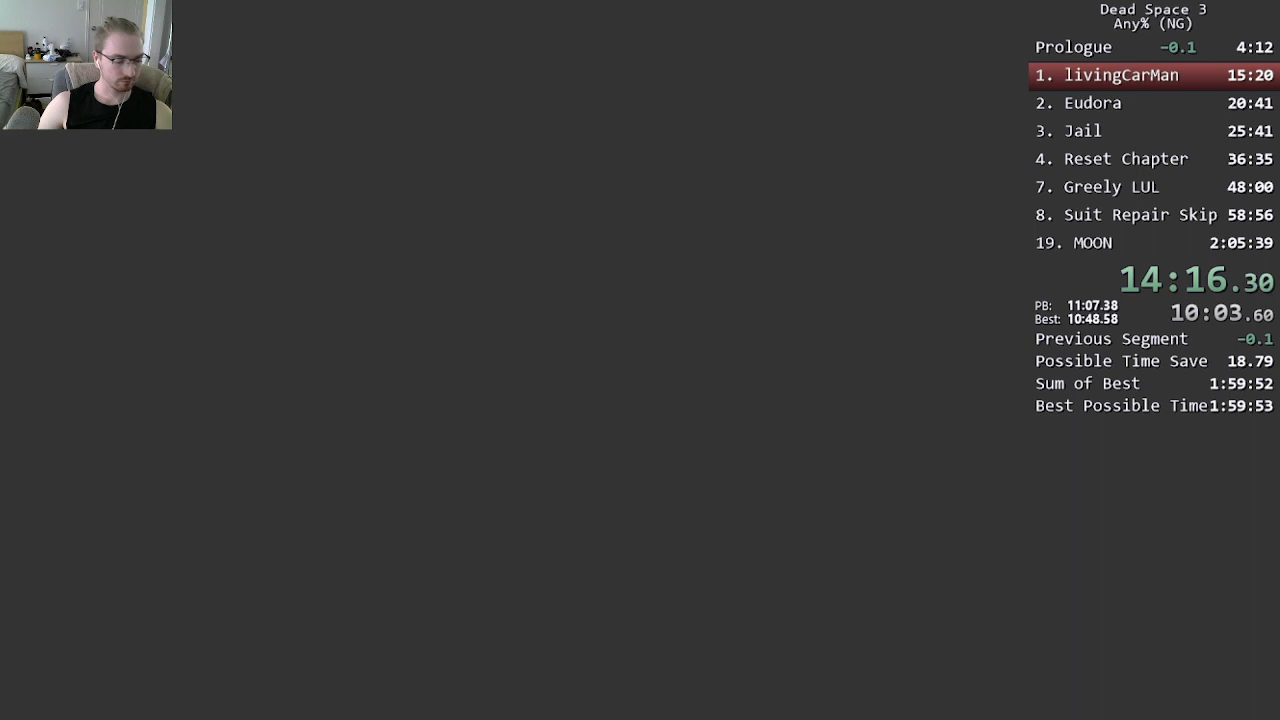 Dead Space 3
Any% (NG)
Prologue -0.1 4:12
1. livingCarMan 15:20
2. Eudora 20:41
3. Jail 25:41
4. Reset Chapter 36:35
7. Greely LUL 48:00
8. Suit Repair Skip 58:56
19. MOON 2:05:39
14:16.30
PB: 11:07.38
Best: 10:48.58
10:03.60
Previous Segment -0.1
Possible Time Save 18.79
Sum of Best 1:59:52
Best Possible Time 1:59:53